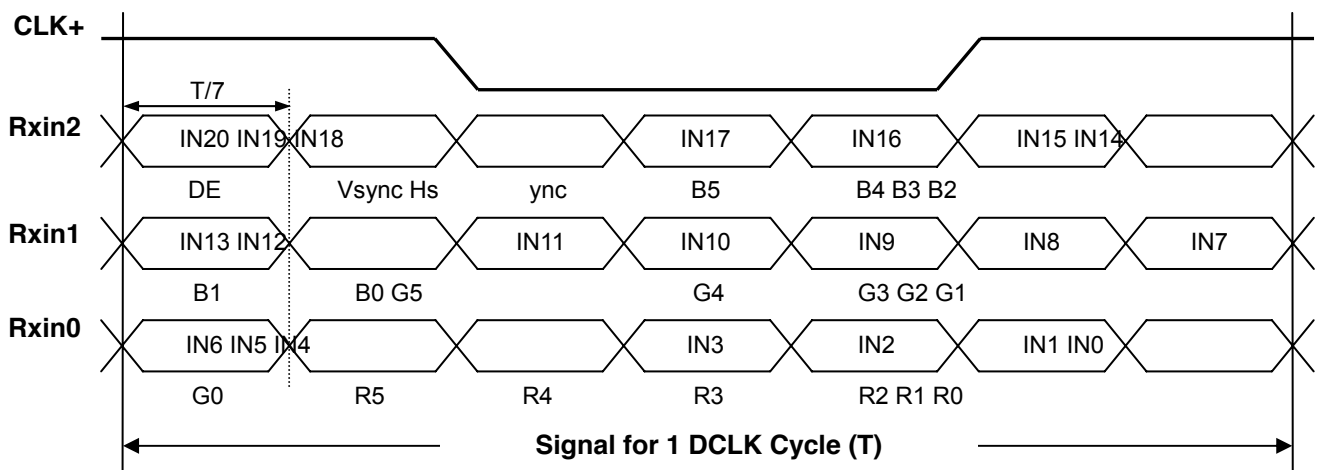 CLK+
T/7
Rxin2 IN20 IN19 IN18 IN17 IN16 IN15 IN14
DE Vsync Hs ync B5 B4 B3 B2
Rxin1 IN13 IN12 IN11 IN10 IN9 IN8 IN7
B1 B0 G5 G4 G3 G2 G1
Rxin0 IN6 IN5 IN4 IN3 IN2 IN1 IN0
G0 R5 R4 R3 R2 R1 R0
Signal for 1 DCLK Cycle (T)